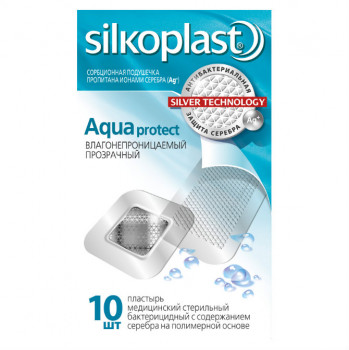 silkoplast®
СОРБЦИОННАЯ ПОДУШЕЧКА
ПРОПИТАНА ИОНАМИ СЕРЕБРА (Ag⁺)
АНТИБАКТЕРИАЛЬНАЯ
SILVER TECHNOLOGY
ЗАЩИТА СЕРЕБРА
Aqua protect
ВЛАГОНЕПРОНИЦАЕМЫЙ
ПРОЗРАЧНЫЙ
10 ШТ
пластырь
медицинский стерильный
бактерицидный с содержанием
серебра на полимерной основе